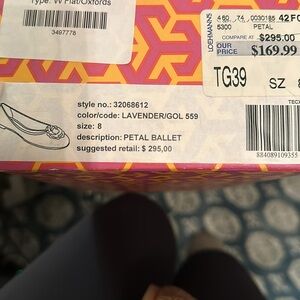 Type: W Flat/Oxfords
3497778
LOEHMANN'S
460 74 0030185 42F
5300 PETAL
COMPARE AT $295.00
OUR PRICE $169.99
TG39 SZ 8
style no.: 32068612
color/code: LAVENDER/GOL 559
size: 8
description: PETAL BALLET
suggested retail: $ 295,00
884089109355